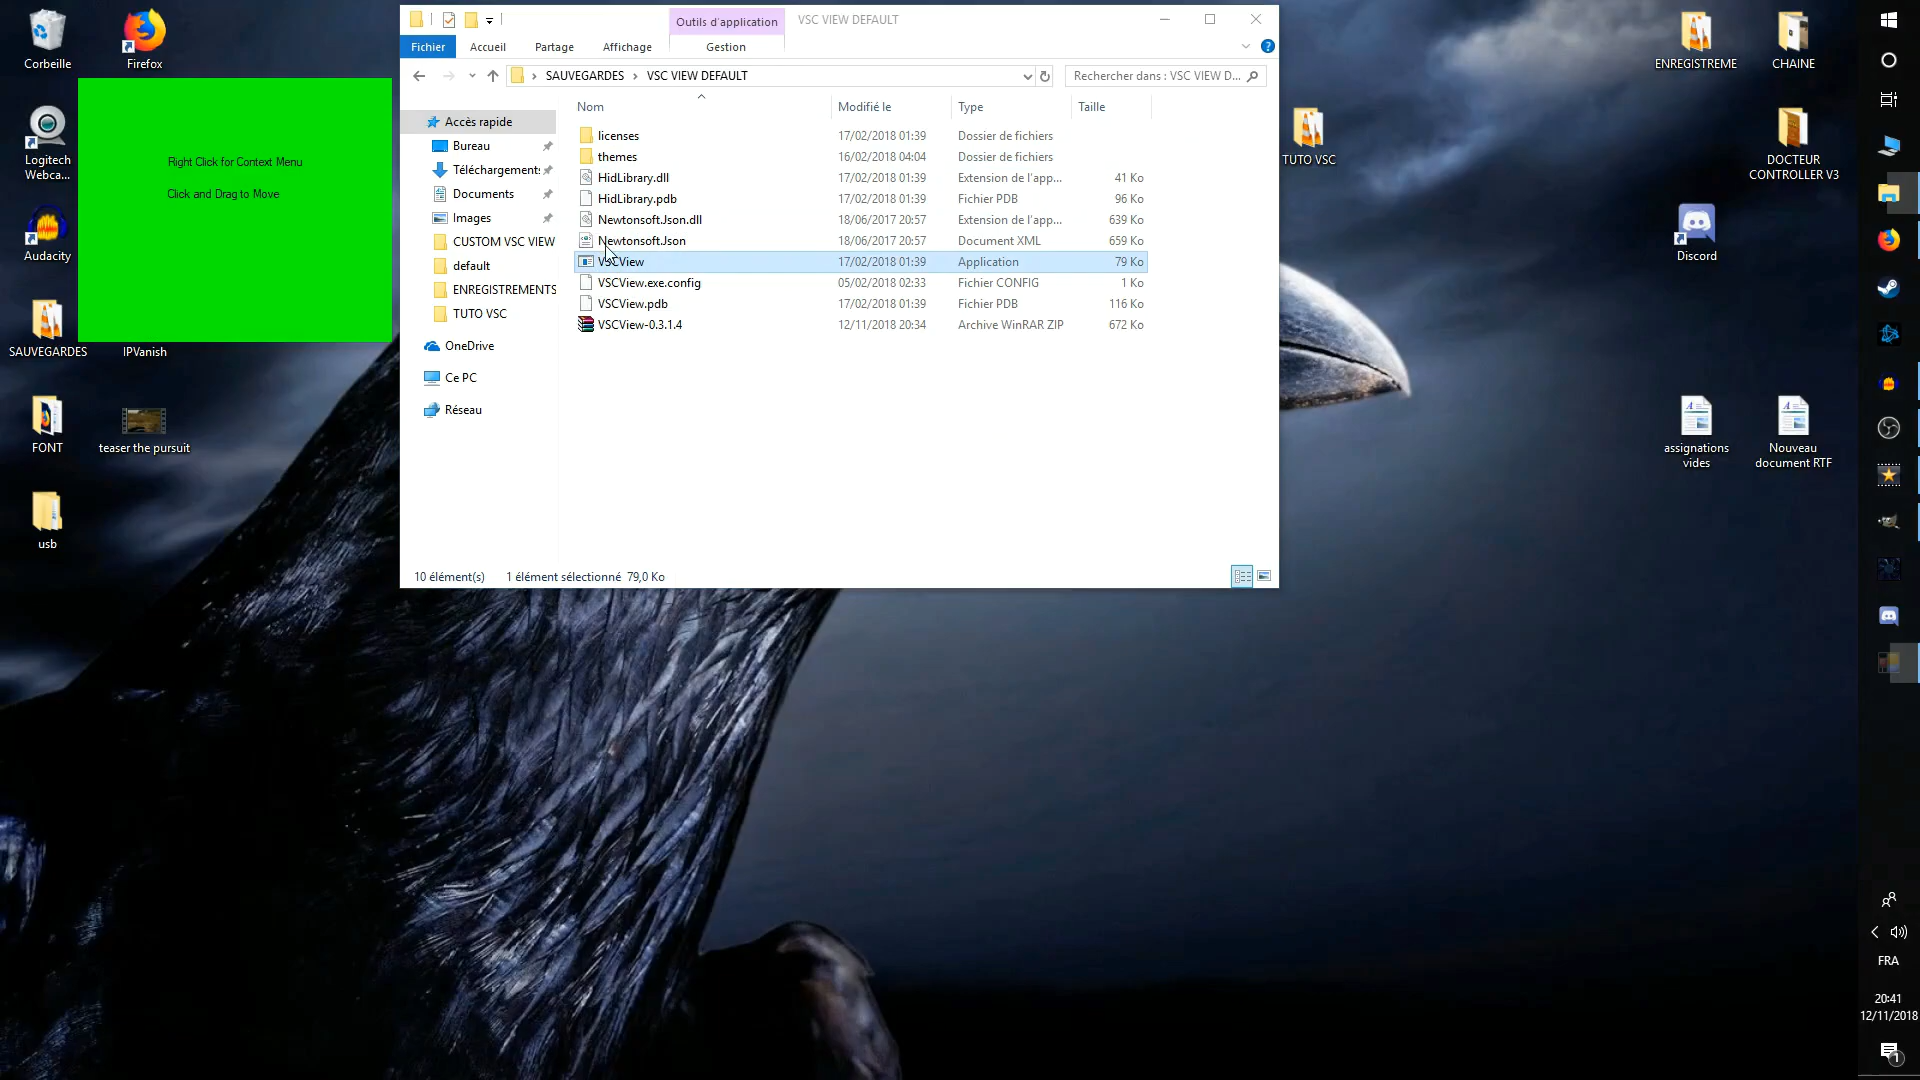 Corbeille
Firefox
Logitech
Webca...
Audacity
SAUVEGARDES
IPVanish
FONT
teaser the pursuit
usb
Right Click for Context Menu
Click and Drag to Move
Outils d'application
VSC VIEW DEFAULT
Fichier
Accueil
Partage
Affichage
Gestion
SAUVEGARDES
VSC VIEW DEFAULT
Rechercher dans : VSC VIEW D...
Nom
Modifié le
Type
Taille
Accès rapide
Bureau
Téléchargement:
Documents
Images
CUSTOM VSC VIEW
default
ENREGISTREMENTS
TUTO VSC
OneDrive
Ce PC
Réseau
licenses 17/02/2018 01:39 Dossier de fichiers
themes 16/02/2018 04:04 Dossier de fichiers
HidLibrary.dll 17/02/2018 01:39 Extension de l'app... 41 Ko
HidLibrary.pdb 17/02/2018 01:39 Fichier PDB 96 Ko
Newtonsoft.Json.dll 18/06/2017 20:57 Extension de l'app... 639 Ko
Newtonsoft.Json 18/06/2017 20:57 Document XML 659 Ko
VSCView 17/02/2018 01:39 Application 79 Ko
VSCView.exe.config 05/02/2018 02:33 Fichier CONFIG 1 Ko
VSCView.pdb 17/02/2018 01:39 Fichier PDB 116 Ko
VSCView-0.3.1.4 12/11/2018 20:34 Archive WinRAR ZIP 672 Ko
10 élément(s)
1 élément sélectionné 79,0 Ko
ENREGISTREME
CHAINE
TUTO VSC
DOCTEUR
CONTROLLER V3
Discord
assignations
vides
Nouveau
document RTF
FRA
20:41
12/11/2018
1